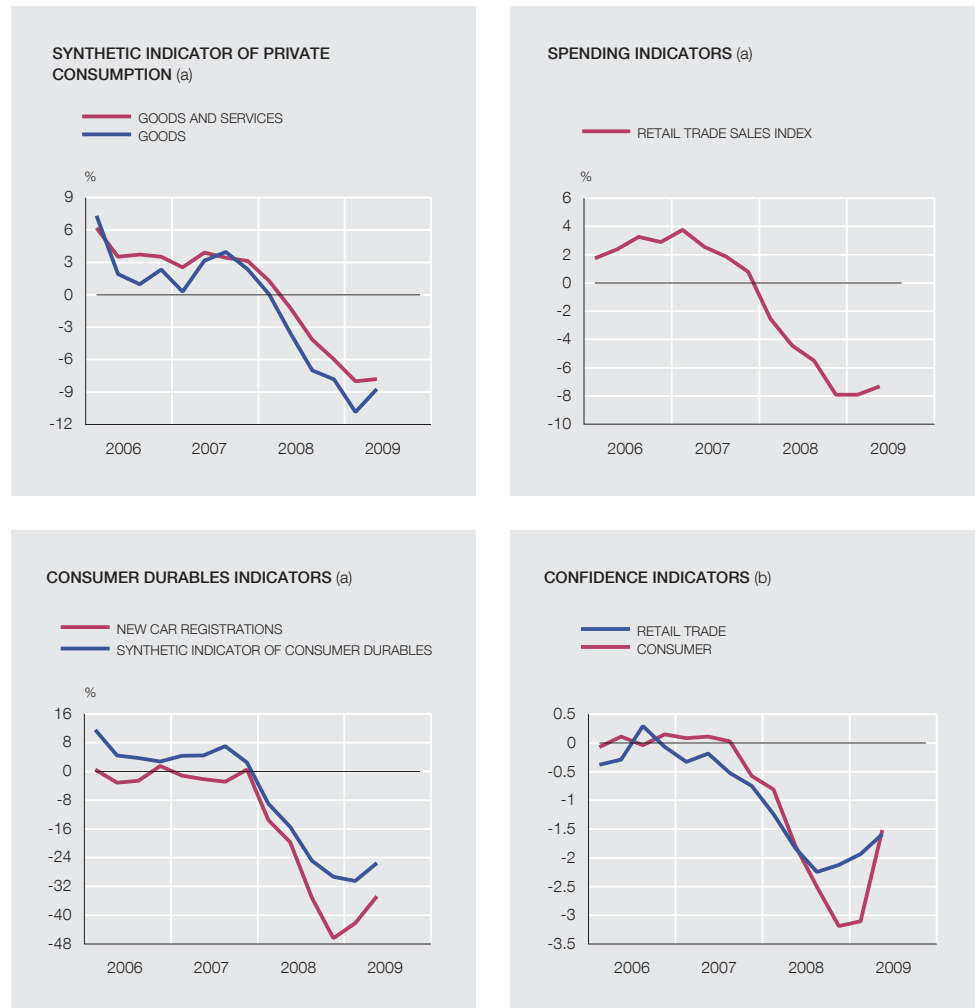 SYNTHETIC INDICATOR OF PRIVATE
CONSUMPTION (a)
GOODS AND SERVICES
GOODS
%
9
6
3
0
-3
-6
-9
-12
2006 2007 2008 2009
SPENDING INDICATORS (a)
RETAIL TRADE SALES INDEX
%
6
4
2
0
-2
-4
-6
-8
-10
2006 2007 2008 2009
CONSUMER DURABLES INDICATORS (a)
NEW CAR REGISTRATIONS
SYNTHETIC INDICATOR OF CONSUMER DURABLES
%
16
8
0
-8
-16
-24
-32
-40
-48
2006 2007 2008 2009
CONFIDENCE INDICATORS (b)
RETAIL TRADE
CONSUMER
0.5
0
-0.5
-1
-1.5
-2
-2.5
-3
-3.5
2006 2007 2008 2009